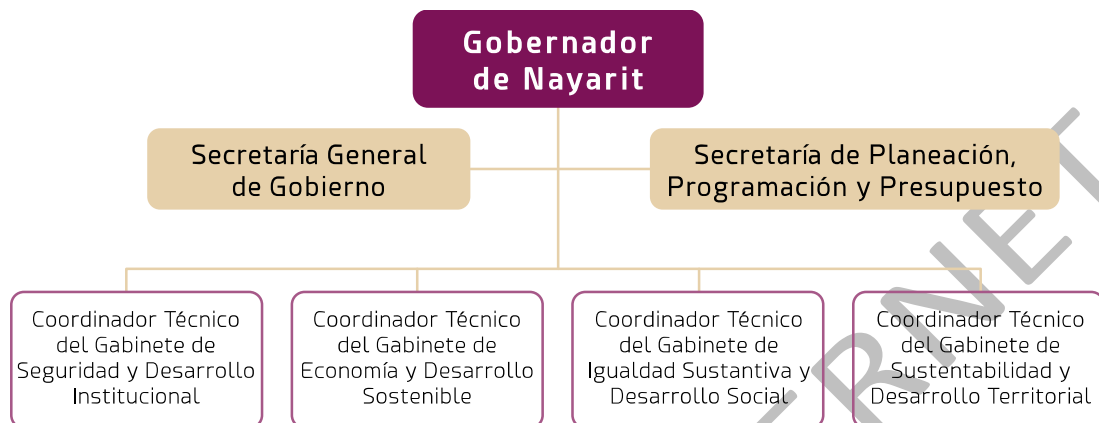 Gobernador
de Nayarit
Secretaría General
de Gobierno
Secretaría de Planeación,
Programación y Presupuesto
Coordinador Técnico
del Gabinete de
Seguridad y Desarrollo
Institucional
Coordinador Técnico
del Gabinete de
Economía y Desarrollo
Sostenible
Coordinador Técnico
del Gabinete de
Igualdad Sustantiva y
Desarrollo Social
Coordinador Técnico
del Gabinete de
Sustentabilidad y
Desarrollo Territorial